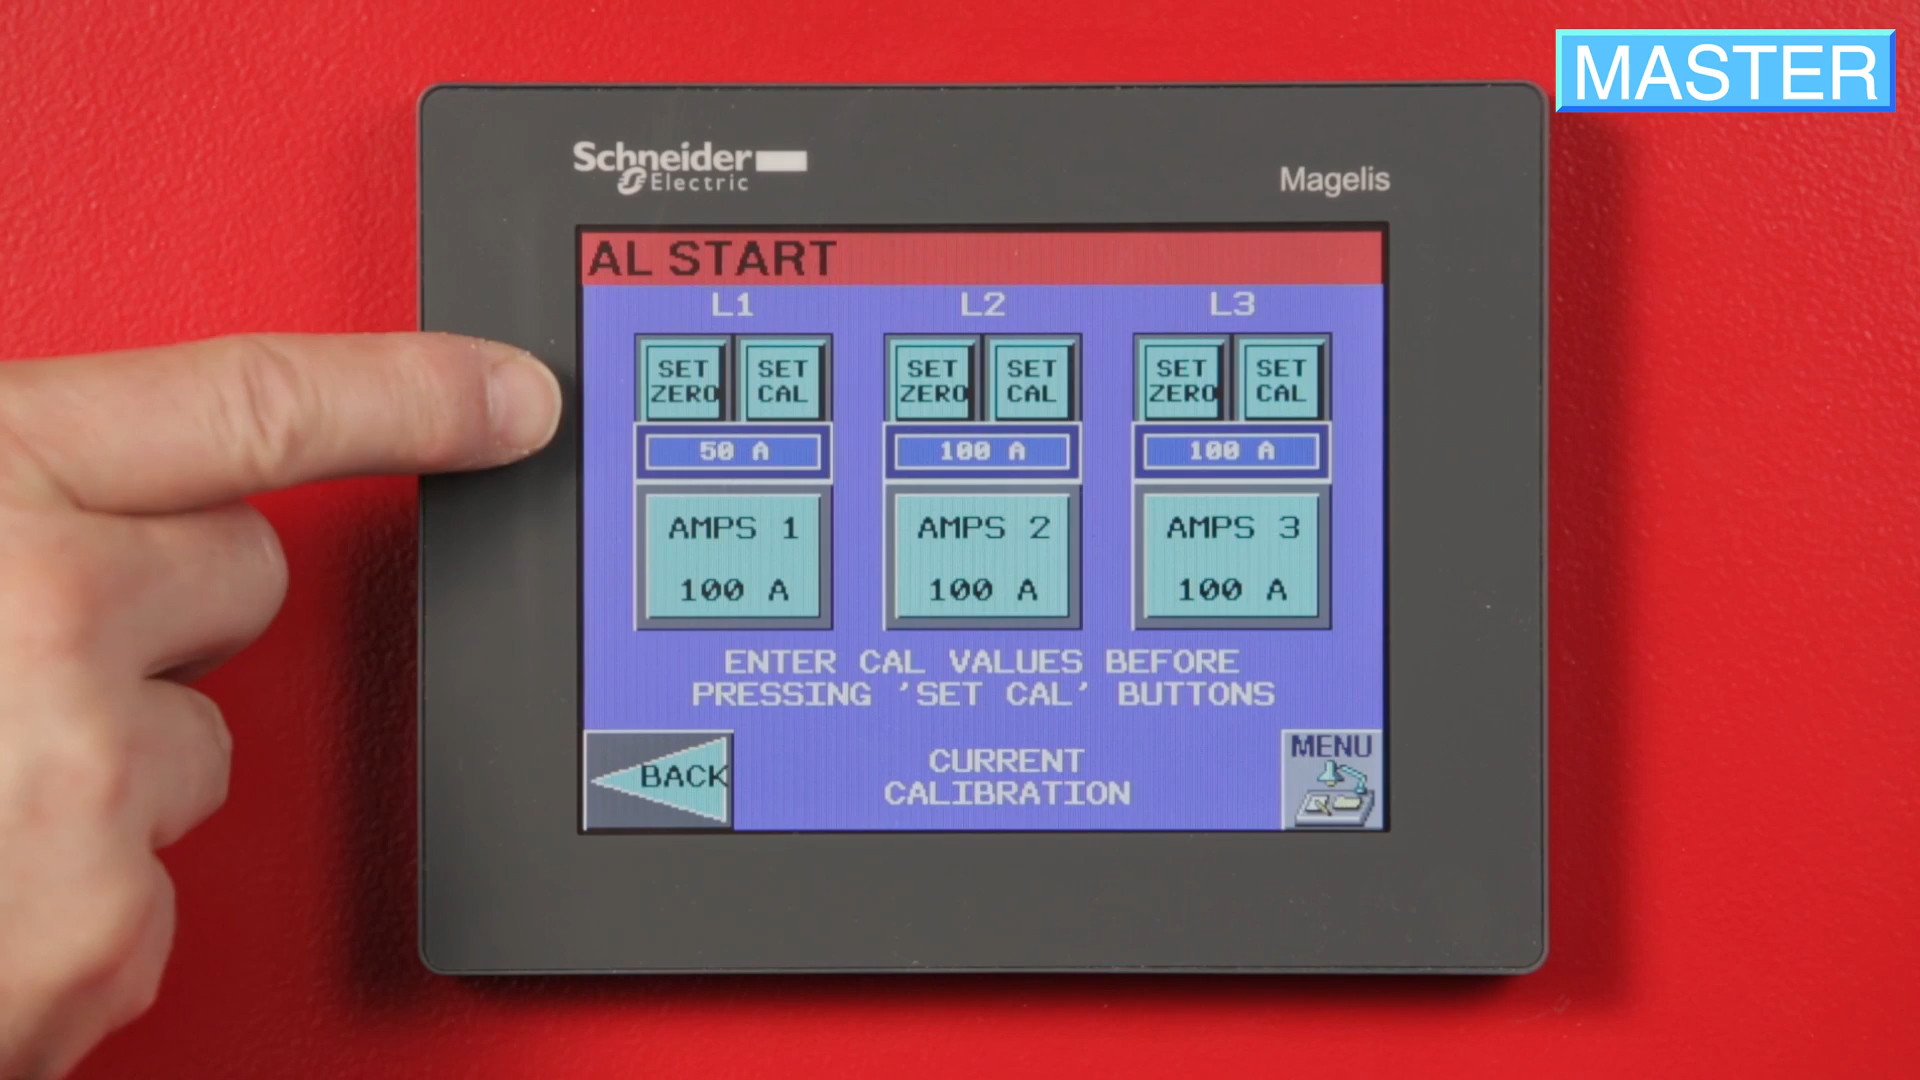 MASTER
Schneider
Electric
Magelis
AL START
L1 L2 L3
SET ZERO SET CAL SET ZERO SET CAL SET ZERO SET CAL
50 A 100 A 100 A
AMPS 1 AMPS 2 AMPS 3
100 A 100 A 100 A
ENTER CAL VALUES BEFORE
PRESSING 'SET CAL' BUTTONS
BACK
CURRENT
CALIBRATION
MENU